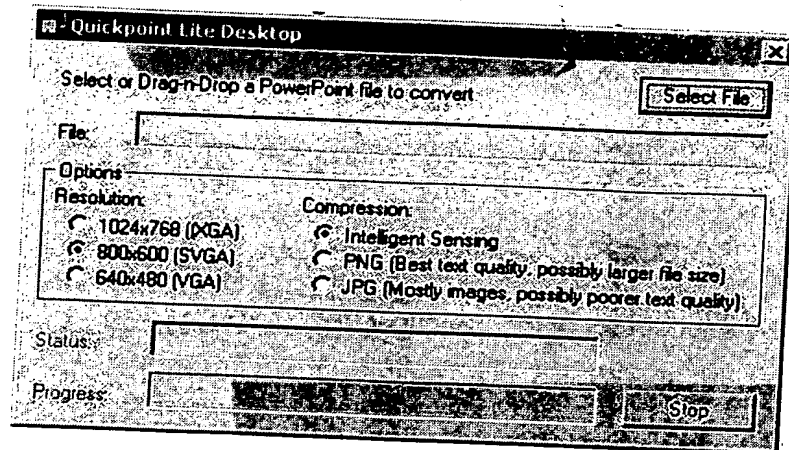 Quickpoint Lite Desktop
Select or Drag-n-Drop a PowerPoint file to convert
Select File
File:
Options
Resolution:
1024x768 (XGA)
800x600 (SVGA)
640x480 (VGA)
Compression:
Intelligent Sensing
PNG (Best text quality, possibly larger file size)
JPG (Mostly images, possibly poorer text quality)
Status:
Progress:
Stop